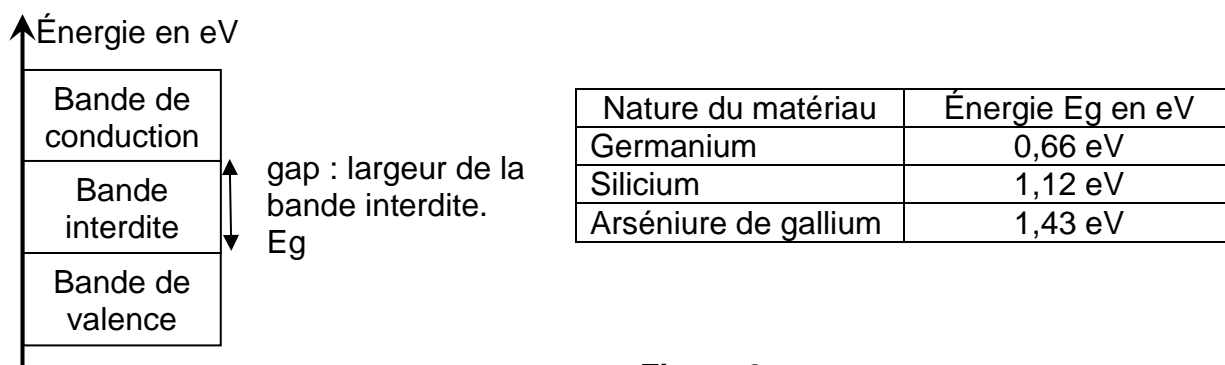 Énergie en eV
Bande de
conduction
Bande
interdite
Bande de
valence
gap : largeur de la
bande interdite.
Eg
Nature du matériau Énergie Eg en eV
Germanium 0,66 eV
Silicium 1,12 eV
Arséniure de gallium 1,43 eV